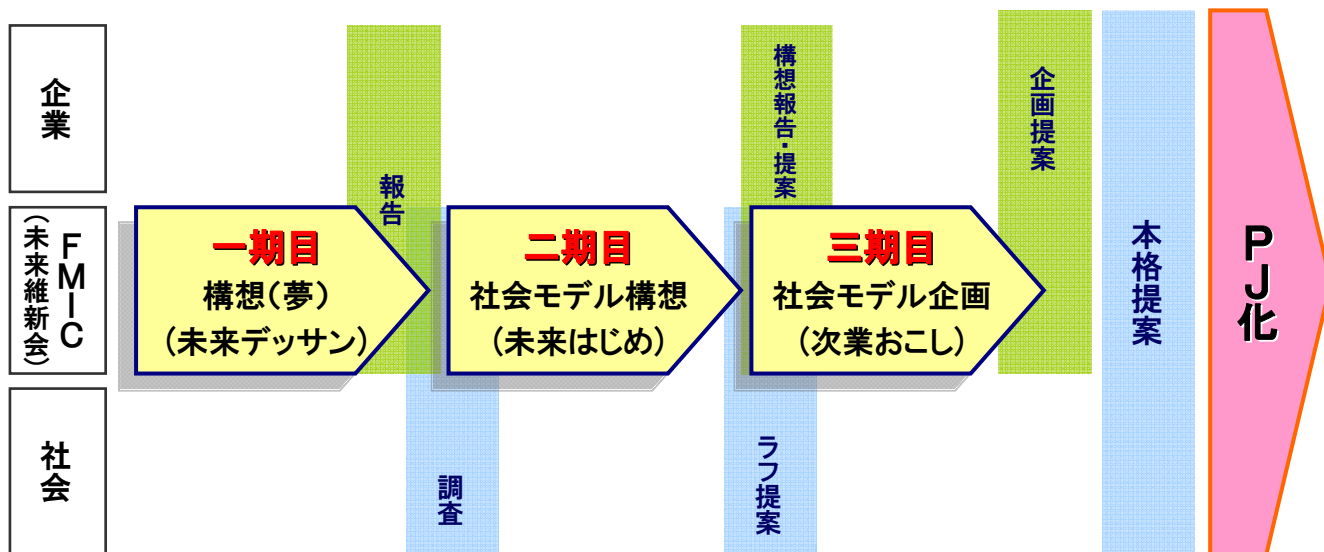 企業
報告
構想報告・提案
企画提案
FMIC
(未来維新会)
一期目
構想(夢)
(未来デッサン)
二期目
社会モデル構想
(未来はじめ)
三期目
社会モデル企画
(次業おこし)
本格提案
PJ化
社会
調査
ラフ提案